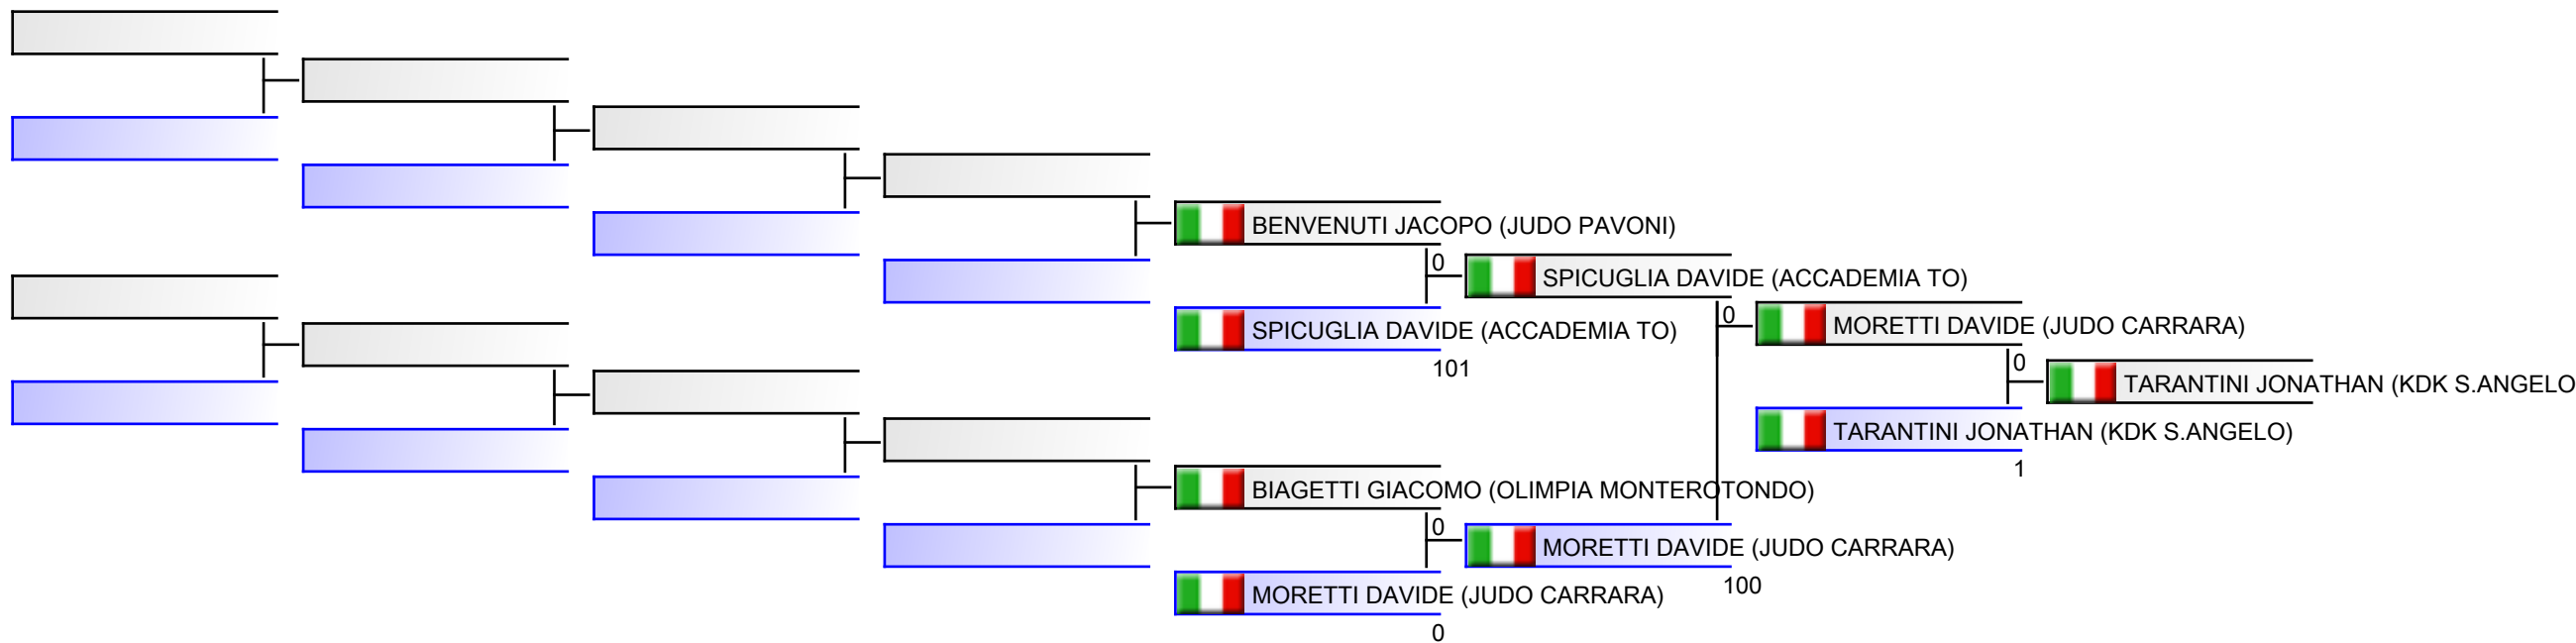 BENVENUTI JACOPO (JUDO PAVONI)
0
SPICUGLIA DAVIDE (ACCADEMIA TO)
SPICUGLIA DAVIDE (ACCADEMIA TO)
101
0
MORETTI DAVIDE (JUDO CARRARA)
0
TARANTINI JONATHAN (KDK S.ANGELO
TARANTINI JONATHAN (KDK S.ANGELO)
1
BIAGETTI GIACOMO (OLIMPIA MONTEROTONDO)
0
MORETTI DAVIDE (JUDO CARRARA)
100
MORETTI DAVIDE (JUDO CARRARA)
0